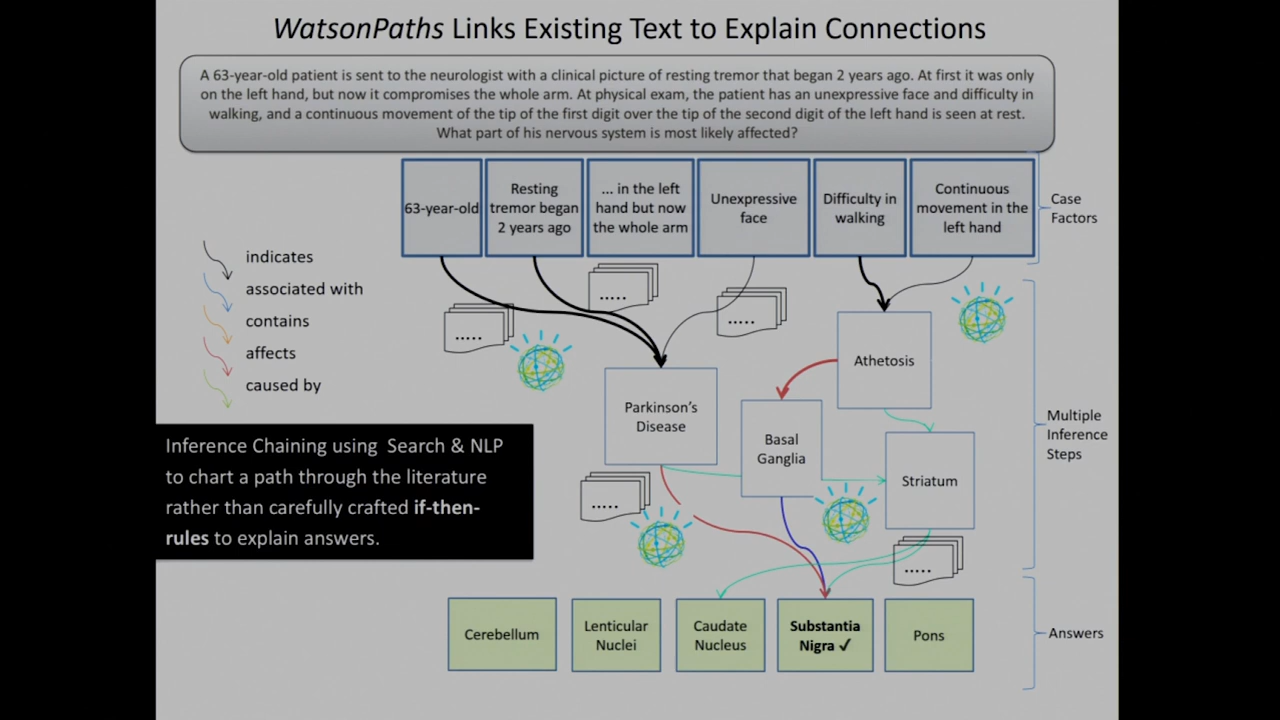 WatsonPaths Links Existing Text to Explain Connections
A 63-year-old patient is sent to the neurologist with a clinical picture of resting tremor that began 2 years ago. At first it was only
on the left hand, but now it compromises the whole arm. At physical exam, the patient has an unexpressive face and difficulty in
walking, and a continuous movement of the tip of the first digit over the tip of the second digit of the left hand is seen at rest.
What part of his nervous system is most likely affected?
63-year-old
Resting
tremor began
2 years ago
... in the left
hand but now
the whole arm
Unexpressive
face
Difficulty in
walking
Continuous
movement in the
left hand
Case
Factors
indicates
associated with
contains
affects
caused by
.....
.....
.....
Athetosis
Parkinson's
Disease
Basal
Ganglia
Striatum
Multiple
Inference
Steps
Inference Chaining using Search & NLP
to chart a path through the literature
rather than carefully crafted if-then-
rules to explain answers.
.....
.....
Cerebellum
Lenticular
Nuclei
Caudate
Nucleus
Substantia
Nigra ✓
Pons
Answers